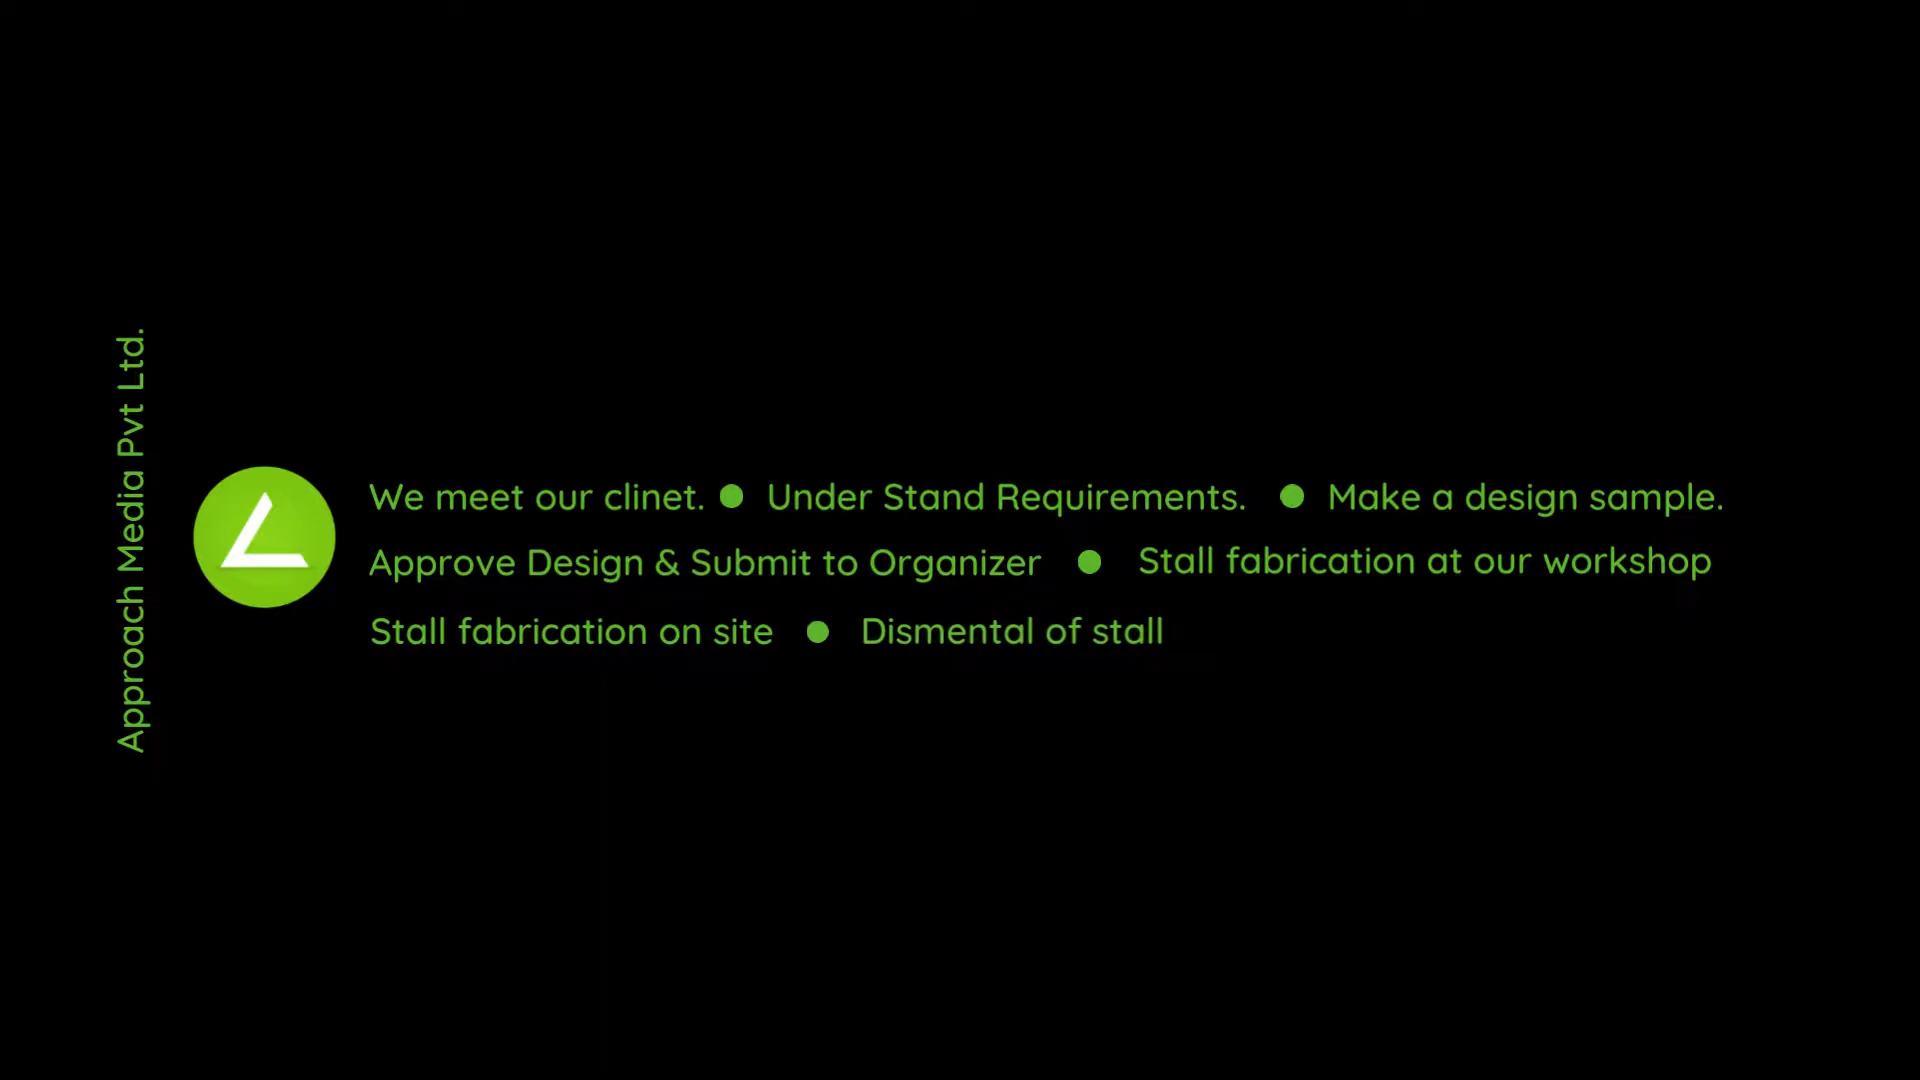 Approach Media Pvt Ltd.
We meet our clinet. ● Under Stand Requirements. ● Make a design sample.
Approve Design & Submit to Organizer ● Stall fabrication at our workshop
Stall fabrication on site ● Dismental of stall